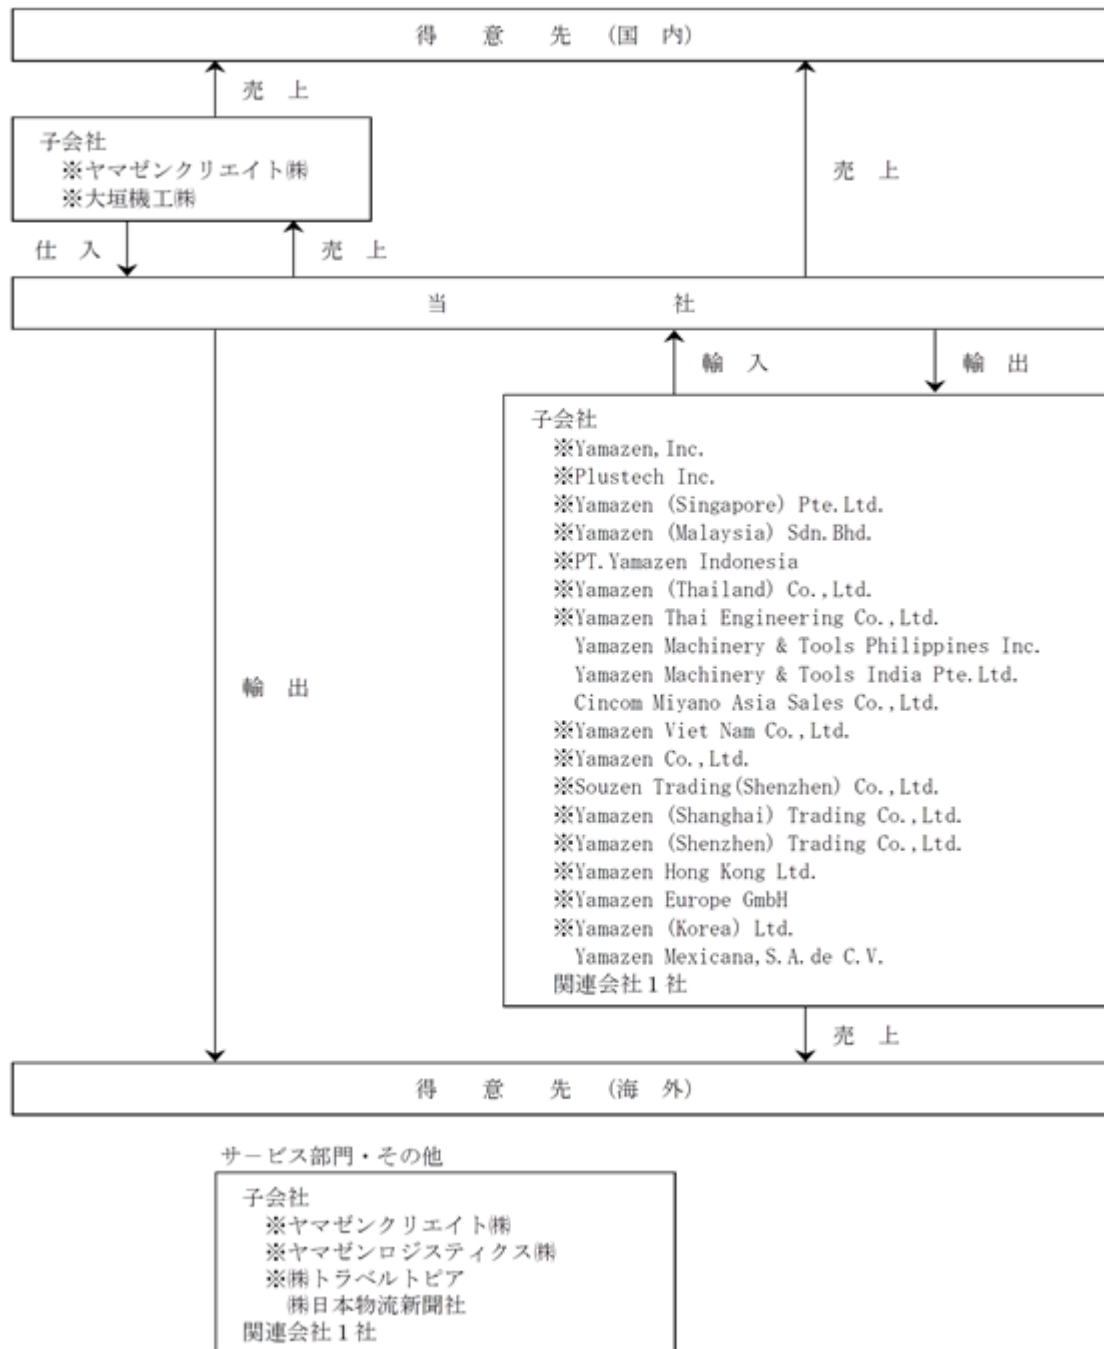 得 意 先 (国 内)
売 上
子会社
※ヤマゼンクリエイト㈱
※大垣機工㈱
売 上
仕 入
売 上
当 社
輸 入
輸 出
子会社
※Yamazen,Inc.
※Plustech Inc.
※Yamazen (Singapore) Pte.Ltd.
※Yamazen (Malaysia) Sdn.Bhd.
※PT.Yamazen Indonesia
※Yamazen (Thailand) Co.,Ltd.
※Yamazen Thai Engineering Co.,Ltd.
Yamazen Machinery & Tools Philippines Inc.
Yamazen Machinery & Tools India Pte.Ltd.
Cincom Miyano Asia Sales Co.,Ltd.
※Yamazen Viet Nam Co.,Ltd.
※Yamazen Co.,Ltd.
※Souzen Trading(Shenzhen) Co.,Ltd.
※Yamazen (Shanghai) Trading Co.,Ltd.
※Yamazen (Shenzhen) Trading Co.,Ltd.
※Yamazen Hong Kong Ltd.
※Yamazen Europe GmbH
※Yamazen (Korea) Ltd.
Yamazen Mexicana,S.A.de C.V.
関連会社１社
輸 出
売 上
得 意 先 (海 外)
サービス部門・その他
子会社
※ヤマゼンクリエイト㈱
※ヤマゼンロジスティクス㈱
※㈱トラベルトピア
㈱日本物流新聞社
関連会社１社